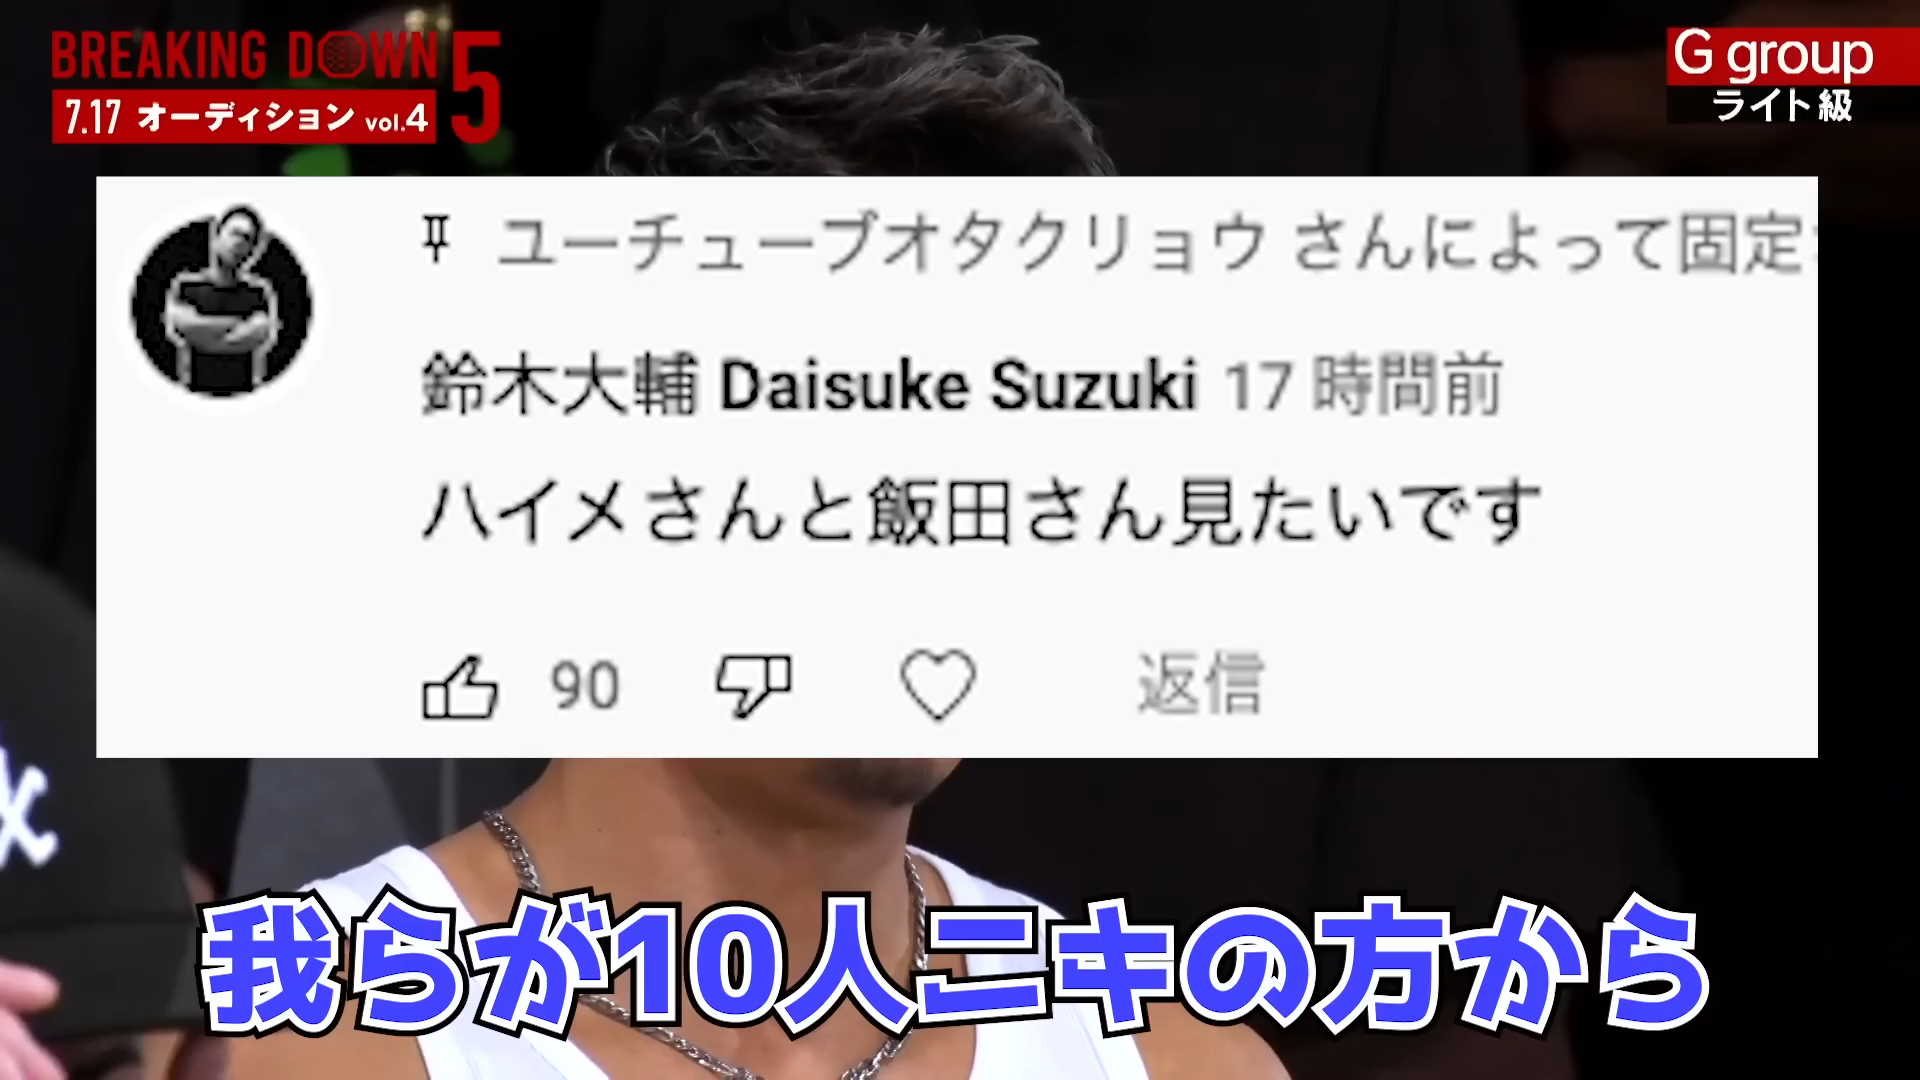 BREAKING DOWN 5
7.17 オーディション vol.4
G group
ライト級
ユーチューブオタクリョウ さんによって固定
鈴木大輔 Daisuke Suzuki 17 時間前
ハイメさんと飯田さん見たいです
90
返信
我らが10人ニキの方から